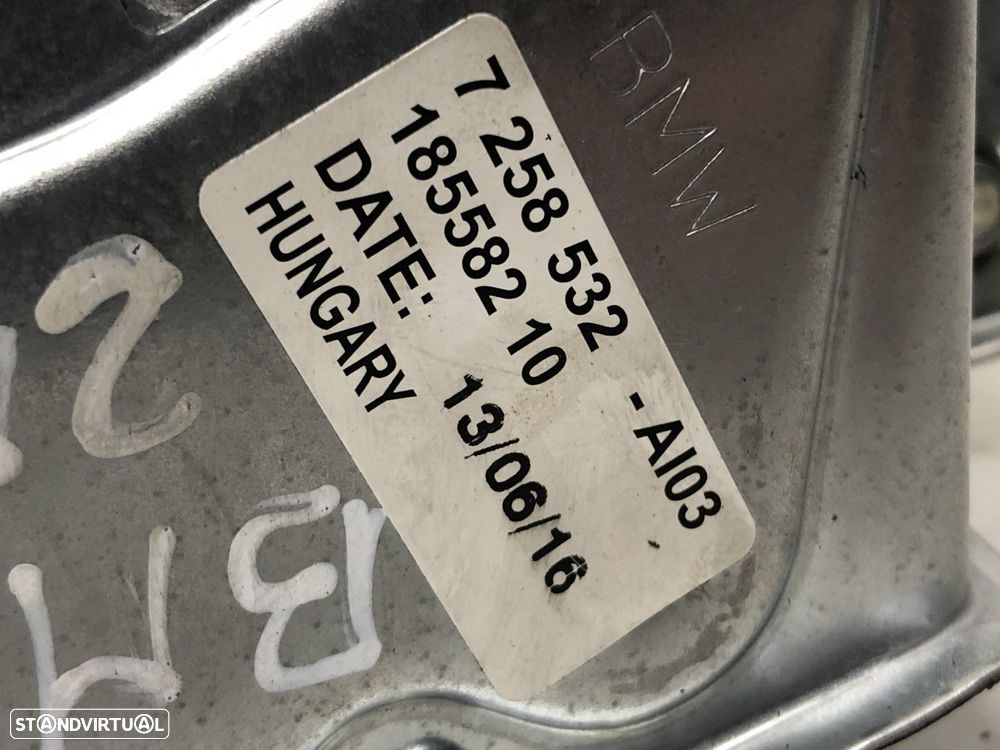 7 258 532 - AI03
185582 10
DATE: 13/06/16
HUNGARY
BMW
STANDVIRTUAL